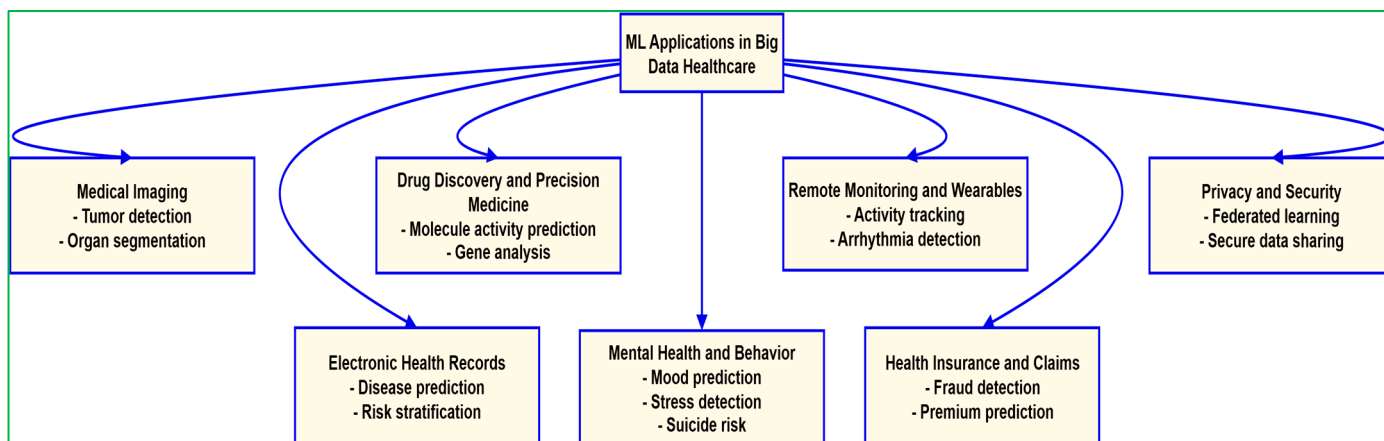 ML Applications in Big
Data Healthcare
Medical Imaging
- Tumor detection
- Organ segmentation
Drug Discovery and Precision
Medicine
- Molecule activity prediction
- Gene analysis
Remote Monitoring and Wearables
- Activity tracking
- Arrhythmia detection
Privacy and Security
- Federated learning
- Secure data sharing
Electronic Health Records
- Disease prediction
- Risk stratification
Mental Health and Behavior
- Mood prediction
- Stress detection
- Suicide risk
Health Insurance and Claims
- Fraud detection
- Premium prediction